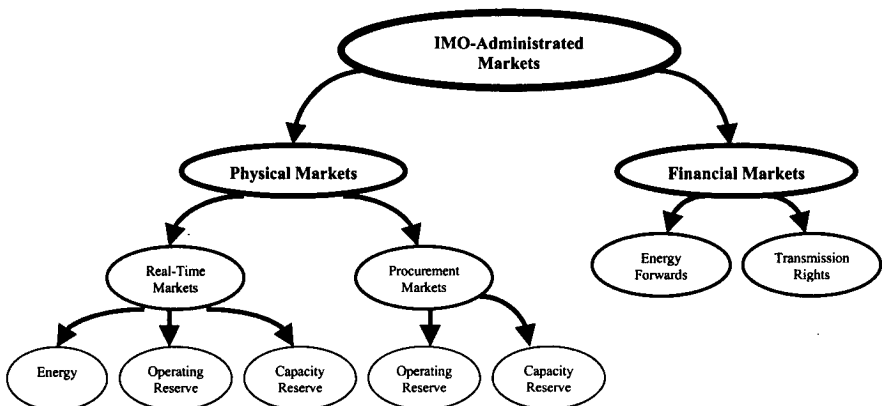 IMO-Administrated
Markets
Physical Markets
Financial Markets
Real-Time
Markets
Procurement
Markets
Energy
Forwards
Transmission
Rights
Energy
Operating
Reserve
Capacity
Reserve
Operating
Reserve
Capacity
Reserve